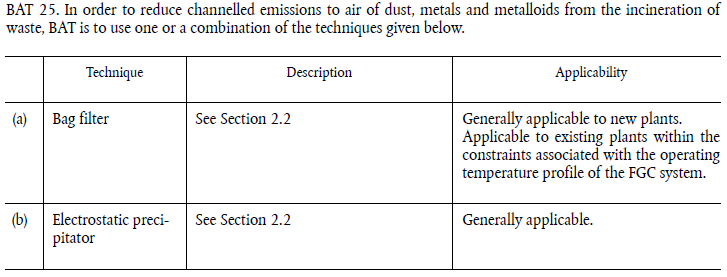 BAT 25. In order to reduce channelled emissions to air of dust, metals and metalloids from the incineration of
waste, BAT is to use one or a combination of the techniques given below.
Technique Description Applicability
(a) Bag filter See Section 2.2 Generally applicable to new plants.
Applicable to existing plants within the
constraints associated with the operating
temperature profile of the FGC system.
(b) Electrostatic preci- See Section 2.2 Generally applicable.
pitator